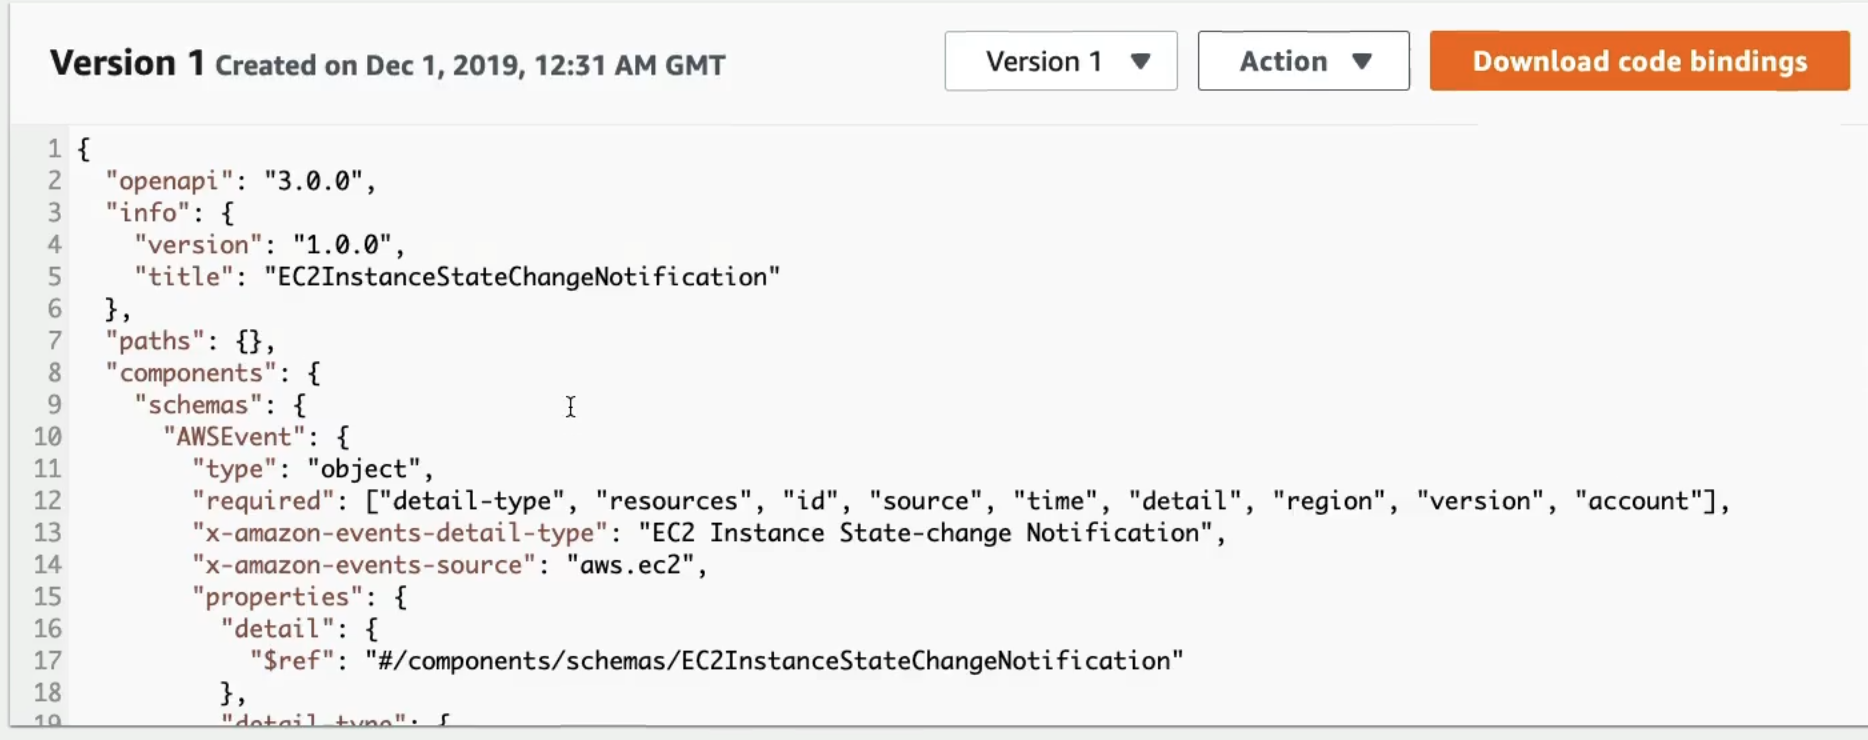 Version 1 Created on Dec 1, 2019, 12:31 AM GMT
Version 1
Action
Download code bindings
1 {
2 "openapi": "3.0.0",
3 "info": {
4 "version": "1.0.0",
5 "title": "EC2InstanceStateChangeNotification"
6 },
7 "paths": {},
8 "components": {
9 "schemas": {
10 "AWSEvent": {
11 "type": "object",
12 "required": ["detail-type", "resources", "id", "source", "time", "detail", "region", "version", "account"],
13 "x-amazon-events-detail-type": "EC2 Instance State-change Notification",
14 "x-amazon-events-source": "aws.ec2",
15 "properties": {
16 "detail": {
17 "$ref": "#/components/schemas/EC2InstanceStateChangeNotification"
18 },
19 "detail-type": {